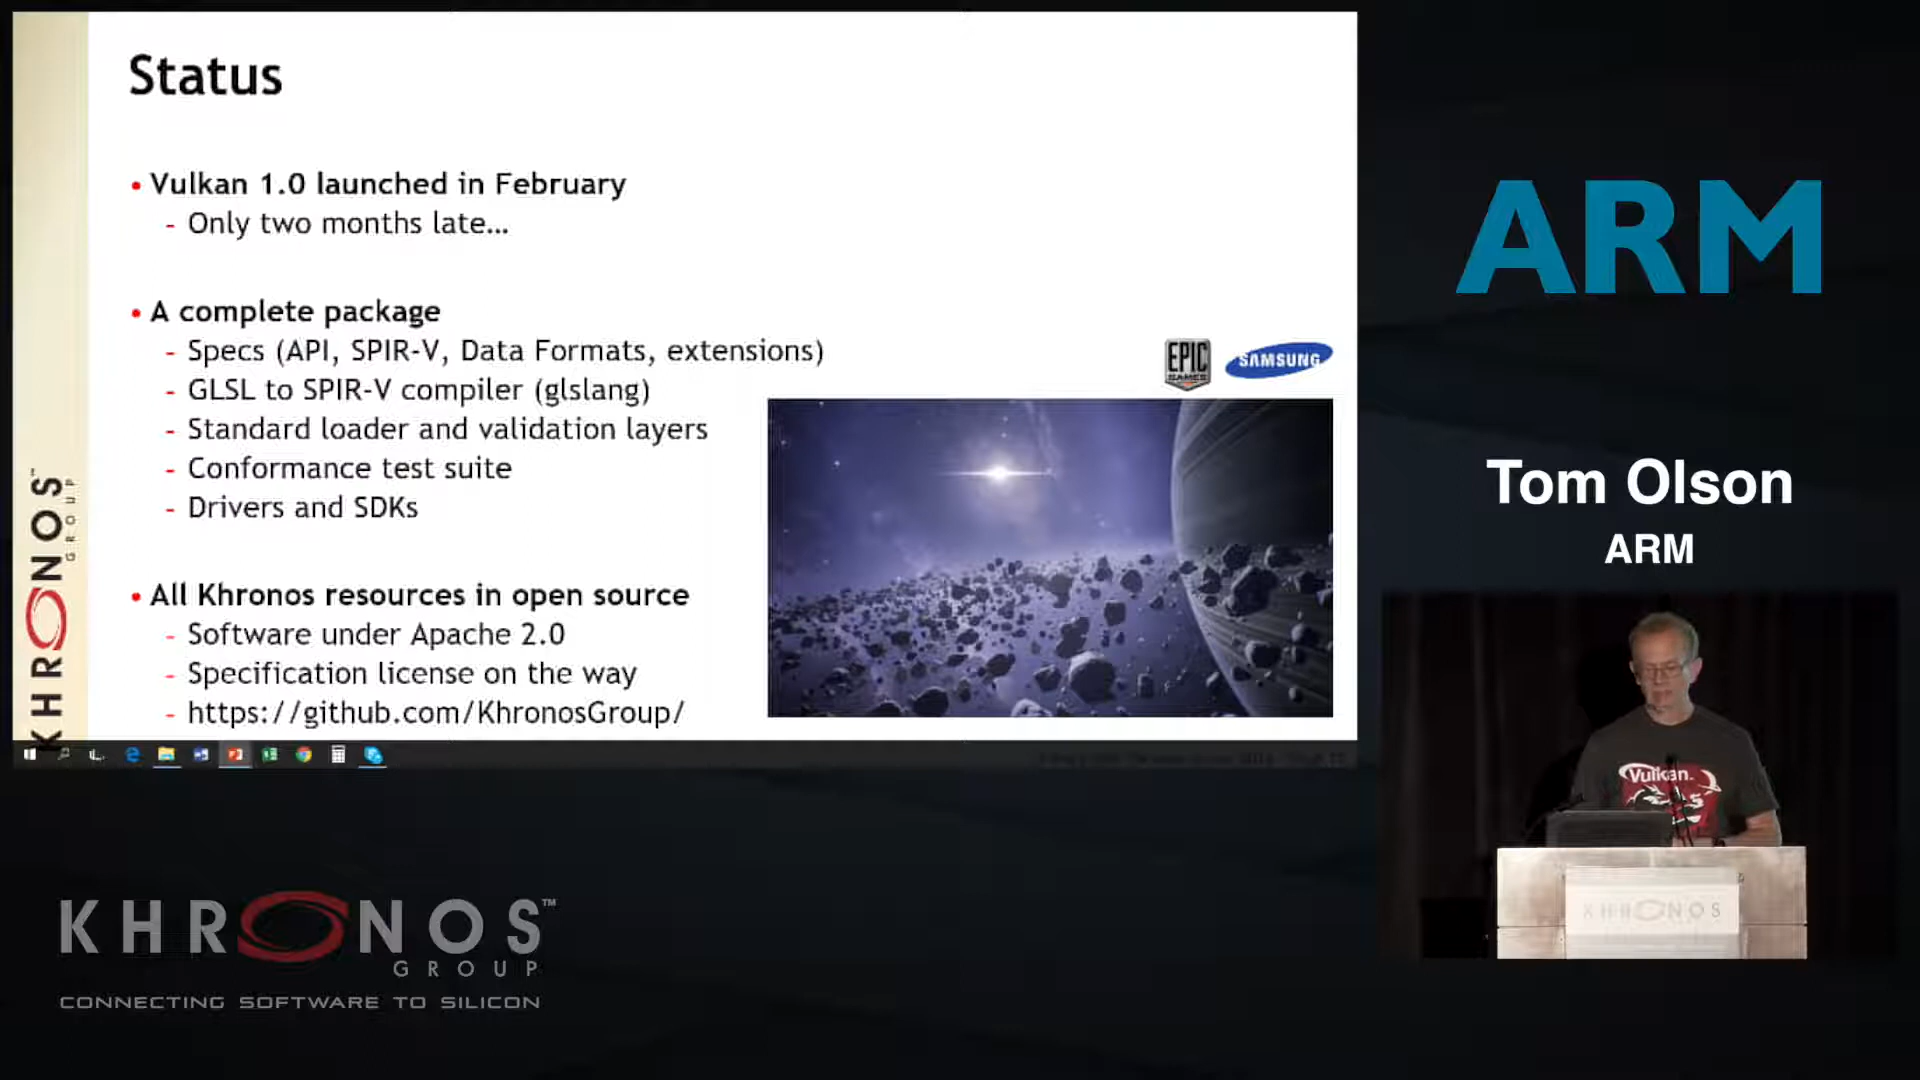 Status
• Vulkan 1.0 launched in February
- Only two months late...
• A complete package
- Specs (API, SPIR-V, Data Formats, extensions)
- GLSL to SPIR-V compiler (glslang)
- Standard loader and validation layers
- Conformance test suite
- Drivers and SDKs
• All Khronos resources in open source
- Software under Apache 2.0
- Specification license on the way
- https://github.com/KhronosGroup/
EPIC GAMES
SAMSUNG
KHRONOS™
GROUP
ARM
Tom Olson
ARM
Vulkan.
KHRONOS
KHRONOS™
GROUP
CONNECTING SOFTWARE TO SILICON